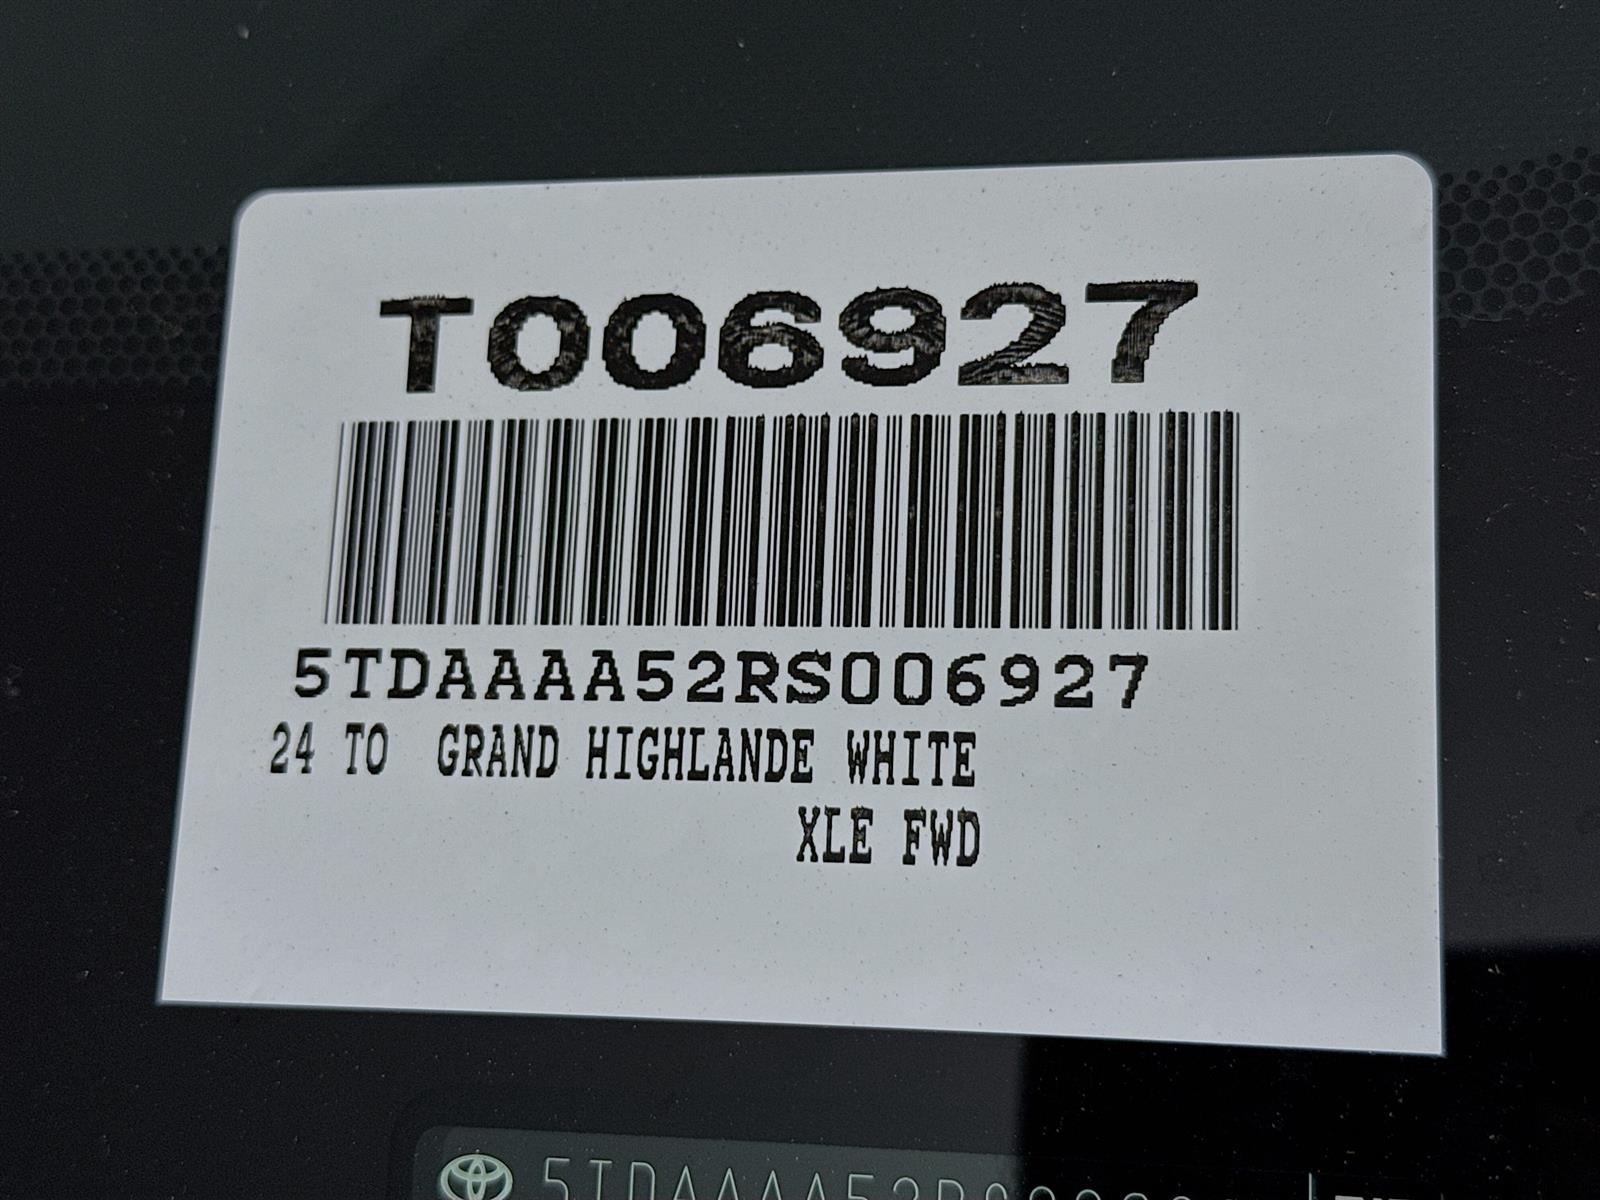 T006927
5TDAAAA52RS006927
24 TO GRAND HIGHLANDE WHITE
XLE FWD